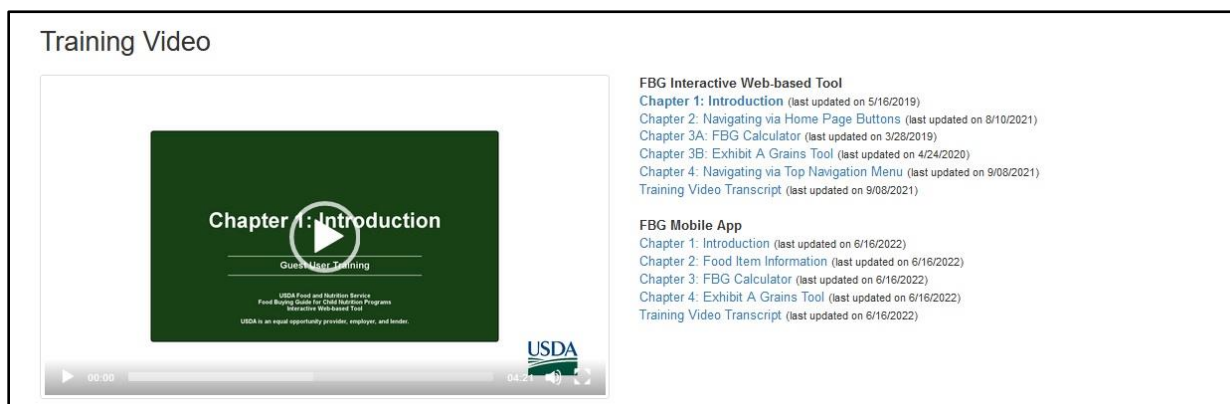 Training Video
Chapter 1: Introduction
Guest User Training
USDA Food and Nutrition Service
Food Buying Guide for Child Nutrition Programs
Interactive Web-based Tool
USDA is an equal opportunity provider, employer, and lender.
USDA
00:00
04:21
FBG Interactive Web-based Tool
Chapter 1: Introduction (last updated on 5/16/2019)
Chapter 2: Navigating via Home Page Buttons (last updated on 8/10/2021)
Chapter 3A: FBG Calculator (last updated on 3/28/2019)
Chapter 3B: Exhibit A Grains Tool (last updated on 4/24/2020)
Chapter 4: Navigating via Top Navigation Menu (last updated on 9/08/2021)
Training Video Transcript (last updated on 9/08/2021)
FBG Mobile App
Chapter 1: Introduction (last updated on 6/16/2022)
Chapter 2: Food Item Information (last updated on 6/16/2022)
Chapter 3: FBG Calculator (last updated on 6/16/2022)
Chapter 4: Exhibit A Grains Tool (last updated on 6/16/2022)
Training Video Transcript (last updated on 6/16/2022)